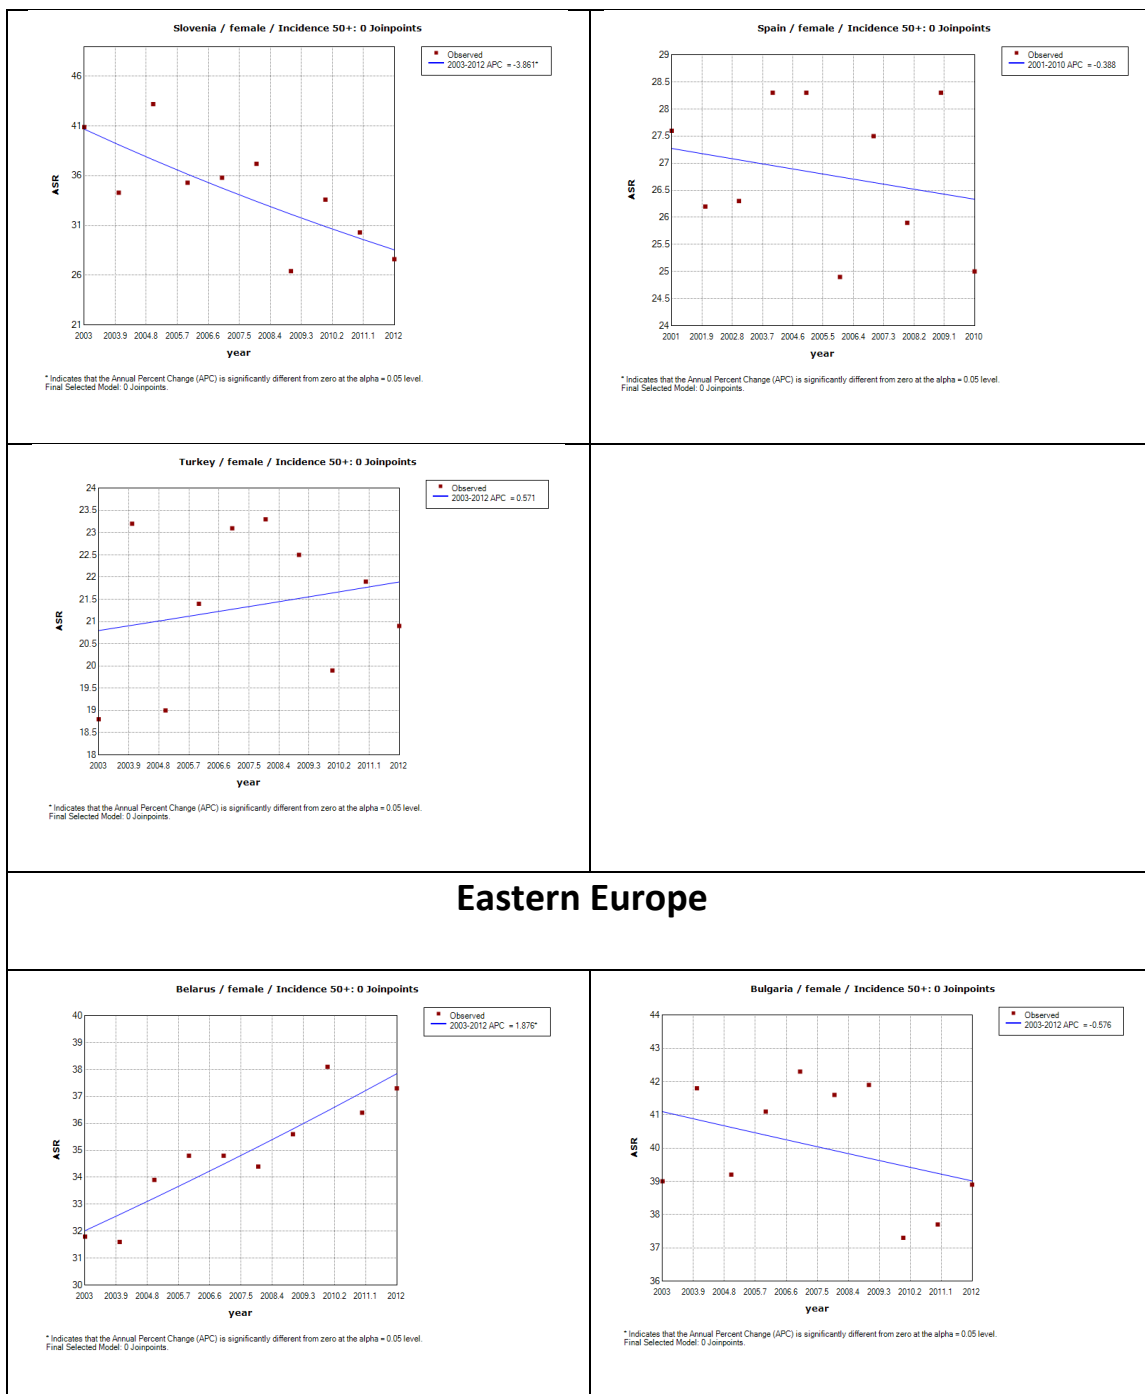 Slovenia / female / Incidence 50+: 0 Joinpoints
Observed
2003-2012 APC = -3.861*
46
41
36
31
26
21
ASR
2003 2003.9 2004.8 2005.7 2006.6 2007.5 2008.4 2009.3 2010.2 2011.1 2012
year
* Indicates that the Annual Percent Change (APC) is significantly different from zero at the alpha = 0.05 level.
Final Selected Model: 0 Joinpoints.
Spain / female / Incidence 50+: 0 Joinpoints
Observed
2001-2010 APC = -0.388
29
28.5
28
27.5
27
26.5
26
25.5
25
24.5
24
ASR
2001 2001.9 2002.8 2003.7 2004.6 2005.5 2006.4 2007.3 2008.2 2009.1 2010
year
* Indicates that the Annual Percent Change (APC) is significantly different from zero at the alpha = 0.05 level.
Final Selected Model: 0 Joinpoints.
Turkey / female / Incidence 50+: 0 Joinpoints
Observed
2003-2012 APC = 0.571
24
23.5
23
22.5
22
21.5
21
20.5
20
19.5
19
18.5
18
ASR
2003 2003.9 2004.8 2005.7 2006.6 2007.5 2008.4 2009.3 2010.2 2011.1 2012
year
* Indicates that the Annual Percent Change (APC) is significantly different from zero at the alpha = 0.05 level.
Final Selected Model: 0 Joinpoints.
Eastern Europe
Belarus / female / Incidence 50+: 0 Joinpoints
Observed
2003-2012 APC = 1.876*
40
39
38
37
36
35
34
33
32
31
30
ASR
2003 2003.9 2004.8 2005.7 2006.6 2007.5 2008.4 2009.3 2010.2 2011.1 2012
year
* Indicates that the Annual Percent Change (APC) is significantly different from zero at the alpha = 0.05 level.
Final Selected Model: 0 Joinpoints.
Bulgaria / female / Incidence 50+: 0 Joinpoints
Observed
2003-2012 APC = -0.576
44
43
42
41
40
39
38
37
36
ASR
2003 2003.9 2004.8 2005.7 2006.6 2007.5 2008.4 2009.3 2010.2 2011.1 2012
year
* Indicates that the Annual Percent Change (APC) is significantly different from zero at the alpha = 0.05 level.
Final Selected Model: 0 Joinpoints.